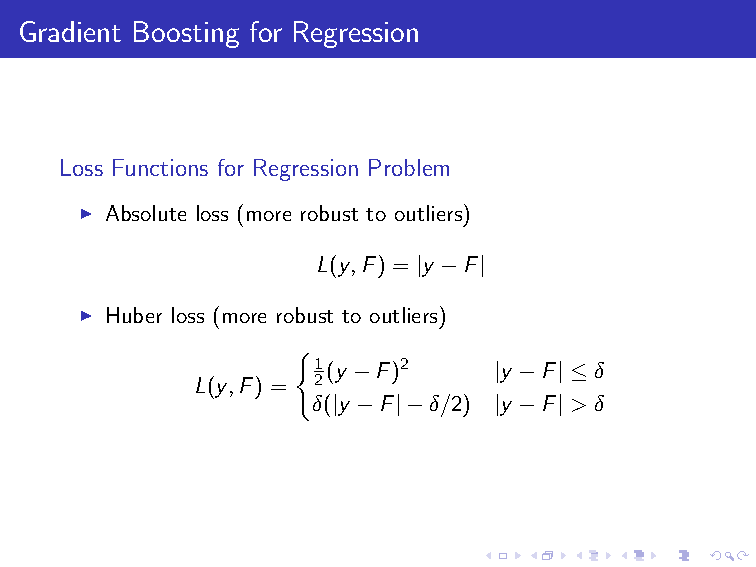 Gradient Boosting for Regression
Loss Functions for Regression Problem
▶ Absolute loss (more robust to outliers)
L(y, F) = |y − F|
▶ Huber loss (more robust to outliers)
L(y, F) = { ½(y − F)² |y − F| ≤ δ
δ(|y − F| − δ/2) |y − F| > δ